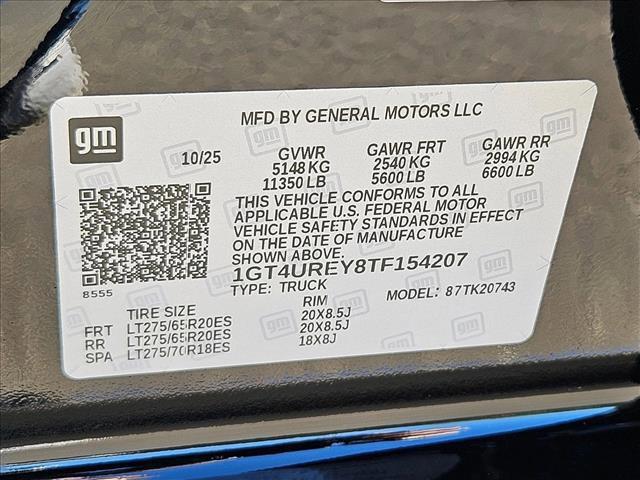 MFD BY GENERAL MOTORS LLC
gm
10/25
GVWR GAWR FRT GAWR RR
5148 KG 2540 KG 2994 KG
11350 LB 5600 LB 6600 LB
THIS VEHICLE CONFORMS TO ALL
APPLICABLE U.S. FEDERAL MOTOR
VEHICLE SAFETY STANDARDS IN EFFECT
ON THE DATE OF MANUFACTURE
SHOWN ABOVE.
1GT4UREY8TF154207
8555
TYPE: TRUCK MODEL: 87TK20743
TIRE SIZE RIM
FRT LT275/65R20ES 20X8.5J
RR LT275/65R20ES 20X8.5J
SPA LT275/70R18ES 18X8J